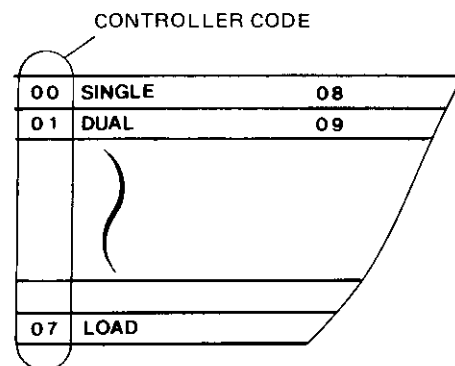 CONTROLLER CODE
00 SINGLE 08
01 DUAL 09
07 LOAD